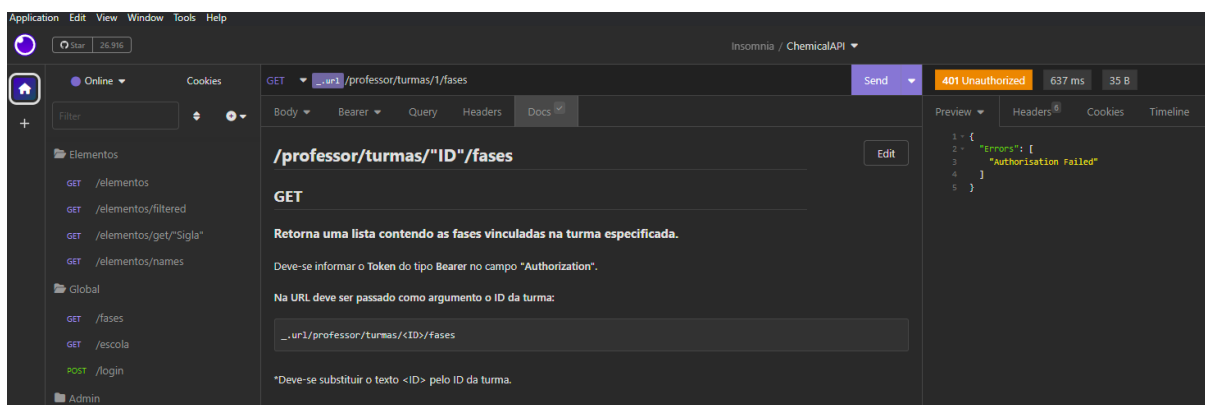 Application Edit View Window Tools Help
Star 26.916
Insomnia / ChemicalAPI
Online Cookies
GET _.url /professor/turmas/1/fases Send
401 Unauthorized 637 ms 35 B
Filter
Body Bearer Query Headers Docs
Preview Headers 6 Cookies Timeline
Elementos
GET /elementos
GET /elementos/filtered
GET /elementos/get/"Sigla"
GET /elementos/names
Global
GET /fases
GET /escola
POST /login
Admin
/professor/turmas/"ID"/fases
Edit
GET
Retorna uma lista contendo as fases vinculadas na turma especificada.
Deve-se informar o Token do tipo Bearer no campo "Authorization".
Na URL deve ser passado como argumento o ID da turma:
_.url/professor/turmas/<ID>/fases
*Deve-se substituir o texto <ID> pelo ID da turma.
1 {
2 "Errors": [
3 "Authorisation Failed"
4 ]
5 }